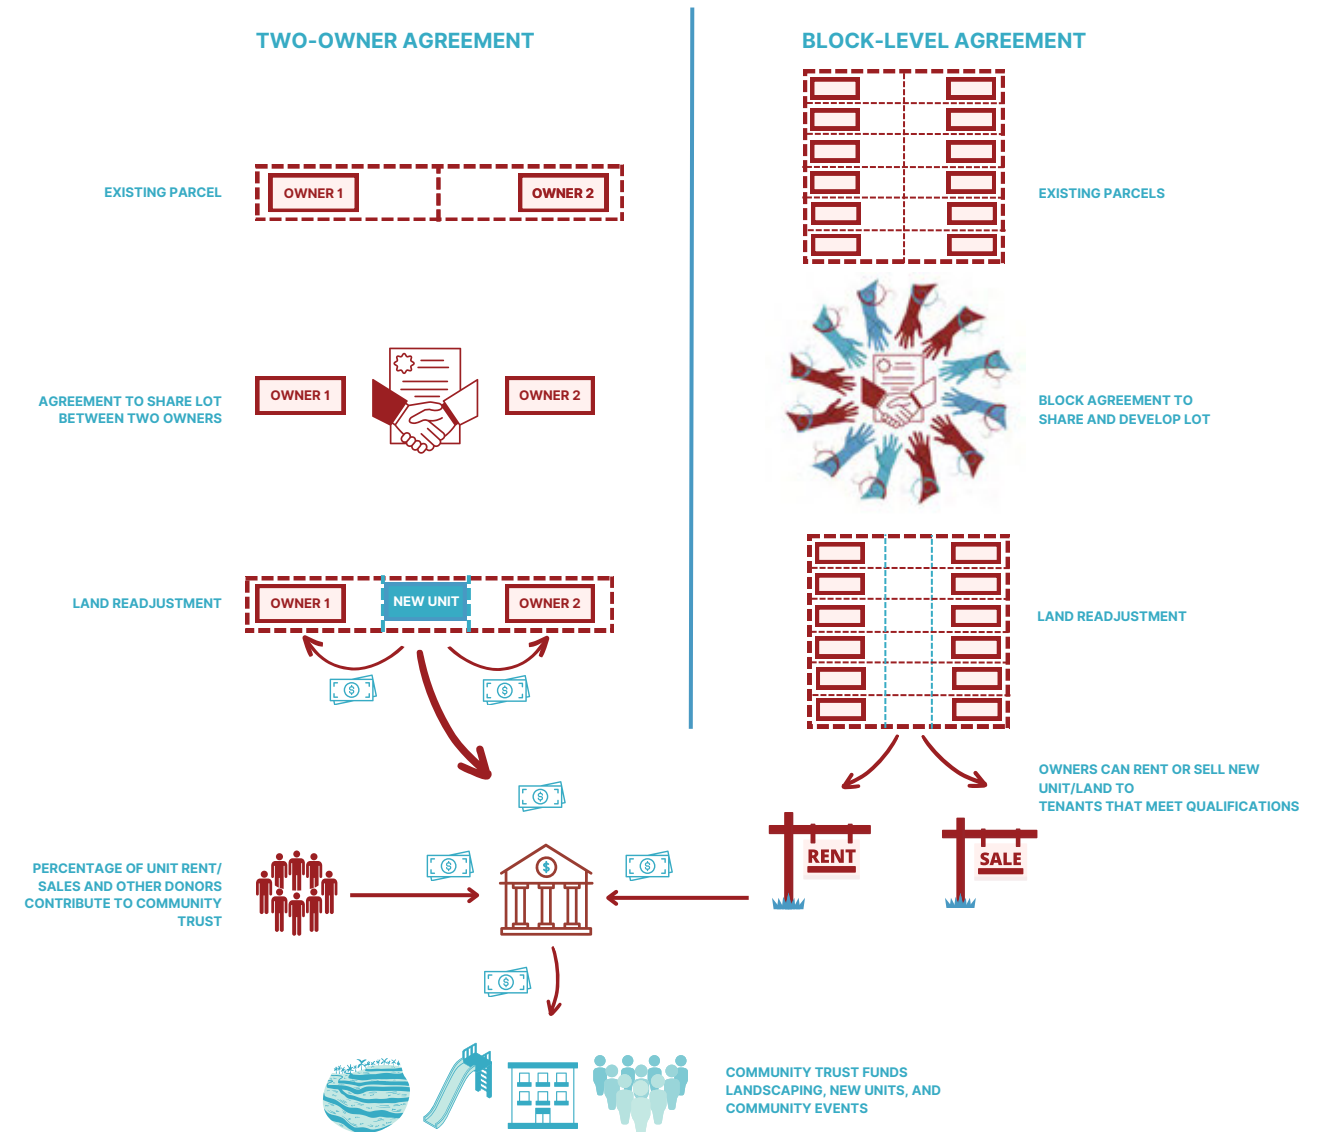 TWO-OWNER AGREEMENT
BLOCK-LEVEL AGREEMENT
EXISTING PARCEL
OWNER 1
OWNER 2
EXISTING PARCELS
AGREEMENT TO SHARE LOT
BETWEEN TWO OWNERS
OWNER 1
OWNER 2
BLOCK AGREEMENT TO
SHARE AND DEVELOP LOT
LAND READJUSTMENT
OWNER 1
NEW UNIT
OWNER 2
LAND READJUSTMENT
$
$
$
OWNERS CAN RENT OR SELL NEW
UNIT/LAND TO
TENANTS THAT MEET QUALIFICATIONS
RENT
SALE
PERCENTAGE OF UNIT RENT/
SALES AND OTHER DONORS
CONTRIBUTE TO COMMUNITY
TRUST
$
$
$
$
COMMUNITY TRUST FUNDS
LANDSCAPING, NEW UNITS, AND
COMMUNITY EVENTS